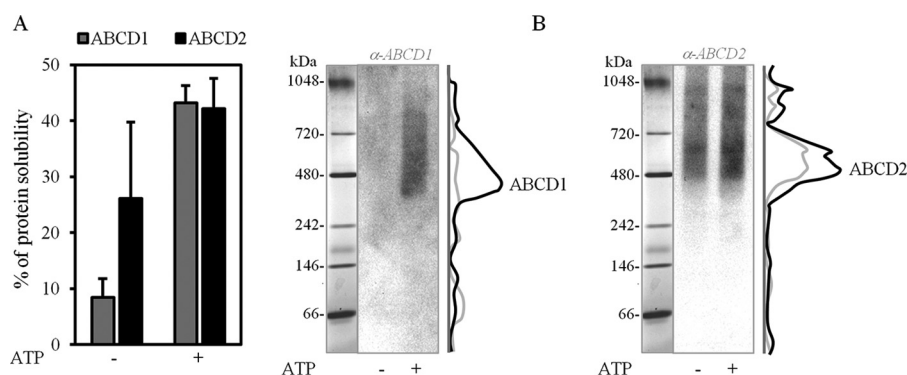 A
ABCD1 ABCD2
% of protein solubility
50
40
30
20
10
0
ATP - +
kDa
α-ABCD1
1048-
720-
480-
242-
146-
66-
ABCD1
ATP - +
B
kDa
α-ABCD2
1048-
720-
480-
242-
146-
66-
ABCD2
ATP - +